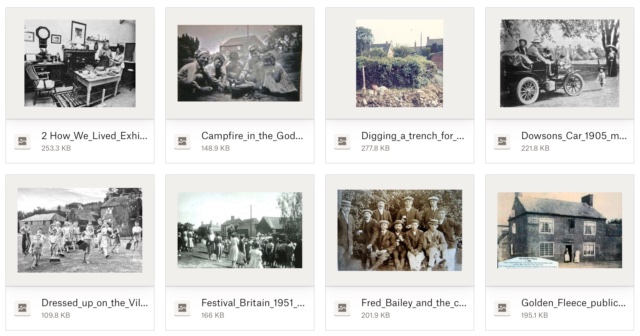 2 How_We_Lived_Exhi...
253.3 KB
Campfire_in_the_God...
148.9 KB
Digging_a_trench_for_...
277.8 KB
Dowsons_Car_1905_m...
221.8 KB
Dressed_up_on_the_Vil...
109.8 KB
Festival_Britain_1951_...
166 KB
Fred_Bailey_and_the_c...
201.9 KB
Golden_Fleece_public...
195.1 KB